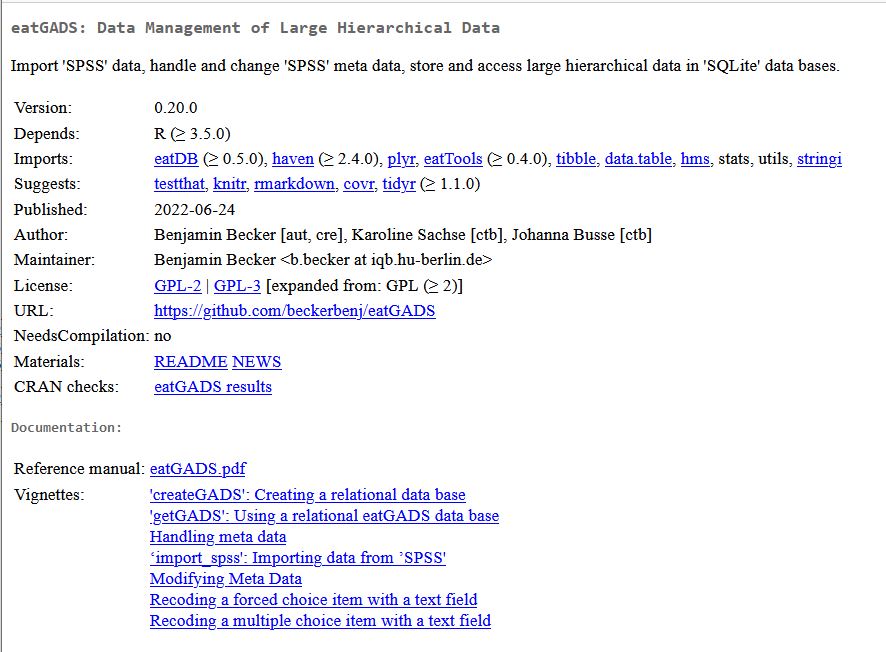 eatGADS: Data Management of Large Hierarchical Data
Import 'SPSS' data, handle and change 'SPSS' meta data, store and access large hierarchical data in 'SQLite' data bases.
Version: 0.20.0
Depends: R (≥ 3.5.0)
Imports: eatDB (≥ 0.5.0), haven (≥ 2.4.0), plyr, eatTools (≥ 0.4.0), tibble, data.table, hms, stats, utils, stringi
Suggests: testthat, knitr, rmarkdown, covr, tidyr (≥ 1.1.0)
Published: 2022-06-24
Author: Benjamin Becker [aut, cre], Karoline Sachse [ctb], Johanna Busse [ctb]
Maintainer: Benjamin Becker <b.becker at iqb.hu-berlin.de>
License: GPL-2 | GPL-3 [expanded from: GPL (≥ 2)]
URL: https://github.com/beckerbenj/eatGADS
NeedsCompilation: no
Materials: README NEWS
CRAN checks: eatGADS results
Documentation:
Reference manual: eatGADS.pdf
Vignettes: 'createGADS': Creating a relational data base
'getGADS': Using a relational eatGADS data base
Handling meta data
‘import_spss': Importing data from ’SPSS'
Modifying Meta Data
Recoding a forced choice item with a text field
Recoding a multiple choice item with a text field